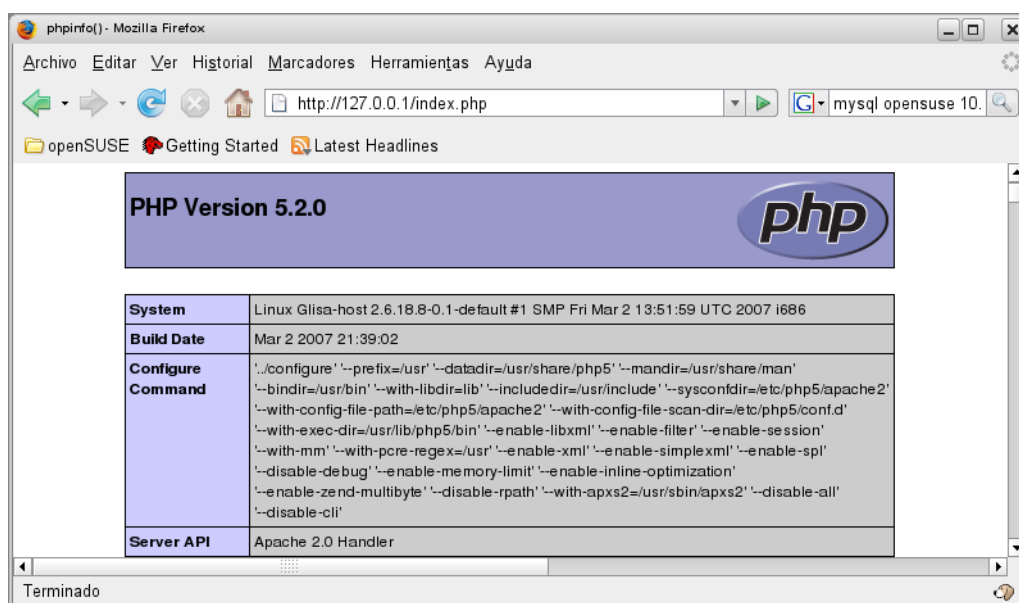 phpinfo() - Mozilla Firefox
Archivo Editar Ver Historial Marcadores Herramientas Ayuda
http://127.0.0.1/index.php
G mysql opensuse 10.
openSUSE Getting Started Latest Headlines
PHP Version 5.2.0
php
System Linux Glisa-host 2.6.18.8-0.1-default #1 SMP Fri Mar 2 13:51:59 UTC 2007 i686
Build Date Mar 2 2007 21:39:02
Configure Command
'../configure' '--prefix=/usr' '--datadir=/usr/share/php5' '--mandir=/usr/share/man'
'--bindir=/usr/bin' '--with-libdir=lib' '--includedir=/usr/include' '--sysconfdir=/etc/php5/apache2'
'--with-config-file-path=/etc/php5/apache2' '--with-config-file-scan-dir=/etc/php5/conf.d'
'--with-exec-dir=/usr/lib/php5/bin' '--enable-libxml' '--enable-filter' '--enable-session'
'--with-mm' '--with-pcre-regex=/usr' '--enable-xml' '--enable-simplexml' '--enable-spl'
'--disable-debug' '--enable-memory-limit' '--enable-inline-optimization'
'--enable-zend-multibyte' '--disable-rpath' '--with-apxs2=/usr/sbin/apxs2' '--disable-all'
'--disable-cli'
Server API Apache 2.0 Handler
Terminado